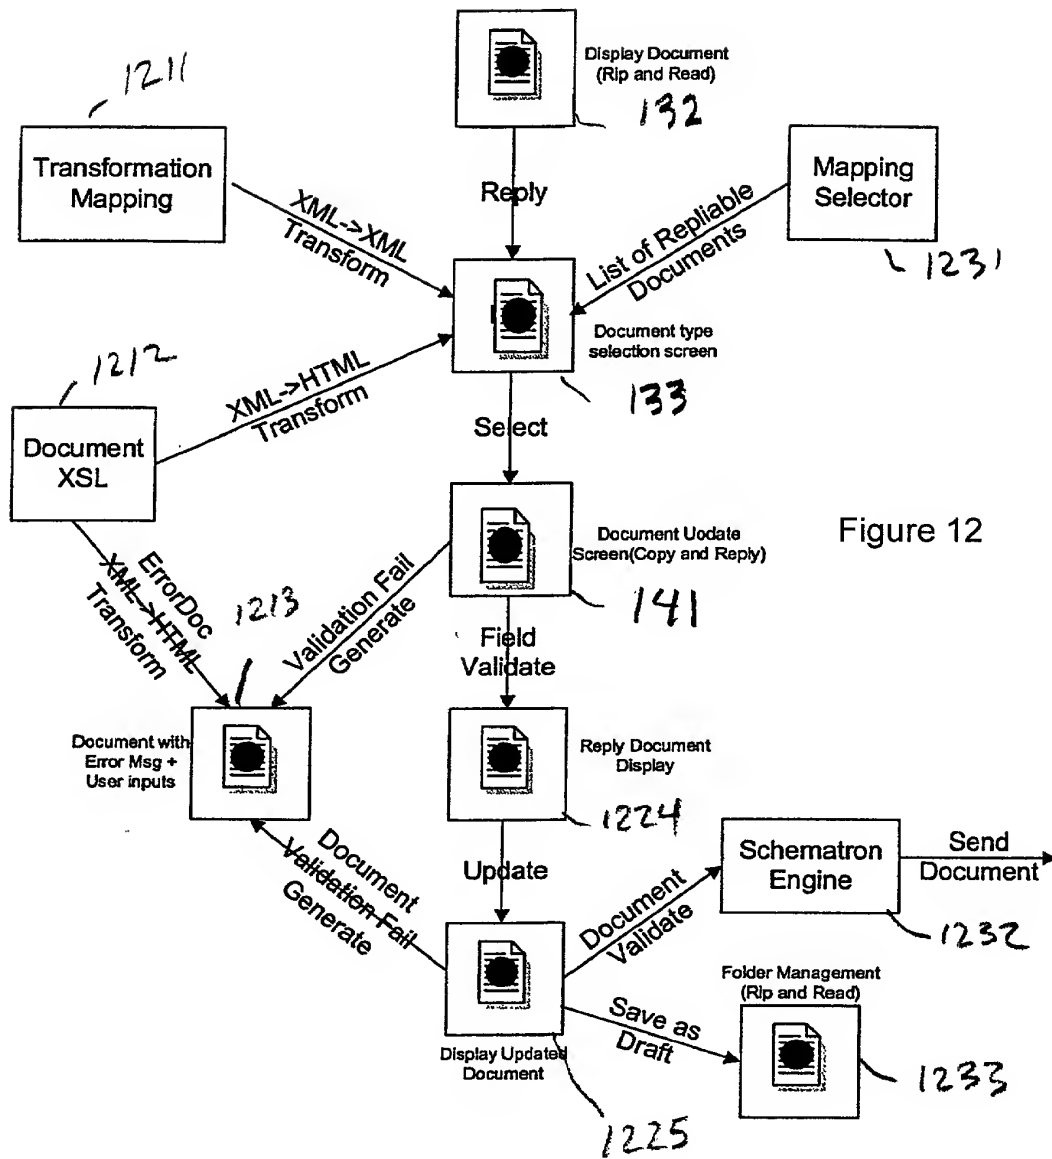 1211
Display Document
(Rip and Read)
132
Transformation
Mapping
Mapping
Selector
Reply
XML->XML
Transform
List of Repliable
Documents
1231
Document type
selection screen
133
1212
XML->HTML
Transform
Select
Document
XSL
Document Uodate
Screen(Copy and Reply)
141
Figure 12
ErrorDoc
XML->HTML
Transform
1213
Validation Fail
Generate
Field
Validate
Document with
Error Msg +
User inputs
Reply Document
Display
1224
Document
Validation Fail
Generate
Update
Document
Validate
Schematron
Engine
Send
Document
1232
Folder Management
(Rip and Read)
Save as
Draft
Display Updated
Document
1233
1225